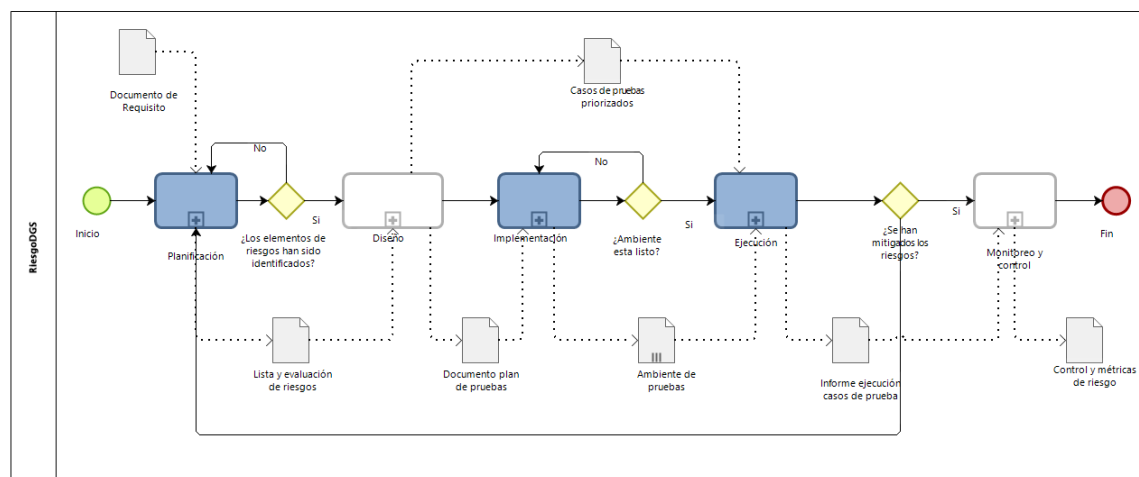 RiesgoDGS
Documento de
Requisito
Casos de pruebas
priorizados
No
No
Inicio
Si
Si
Si
Planificación
¿Los elementos de
riesgos han sido
identificados?
Diseño
Implementación
¿Ambiente
esta listo?
Ejecución
¿Se han
mitigados los
riesgos?
Monitoreo y
control
Fin
Lista y evaluación
de riesgos
Documento plan
de pruebas
Ambiente de
pruebas
Informe ejecución
casos de prueba
Control y métricas
de riesgo